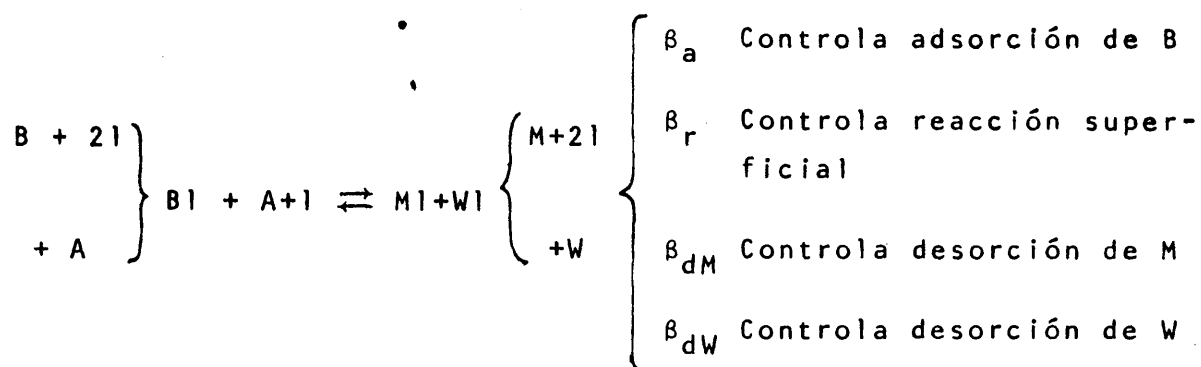 βa Controla adsorción de B
B + 2l
βr Controla reacción super-
ficial
M+2l
Bl + A+l ⇄ Ml+Wl
+ A
+W
βdM Controla desorción de M
βdW Controla desorción de W